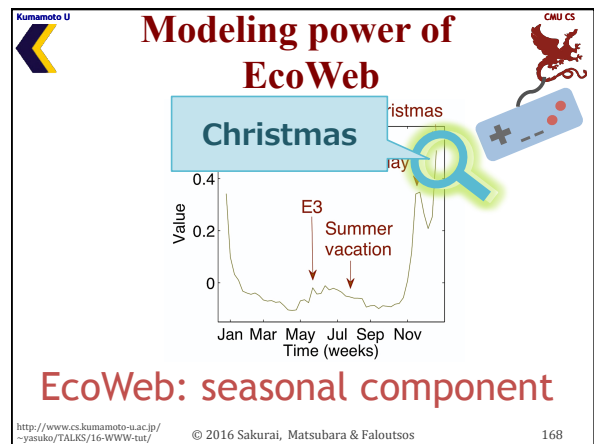 Kumamoto U
CMU CS
Modeling power of
EcoWeb
ristmas
Christmas
ay
0.4
E3
Summer
vacation
0.2
0
Value
Jan Mar May Jul Sep Nov
Time (weeks)
EcoWeb: seasonal component
http://www.cs.kumamoto-u.ac.jp/
~yasuko/TALKS/16-WWW-tut/
© 2016 Sakurai, Matsubara & Faloutsos
168